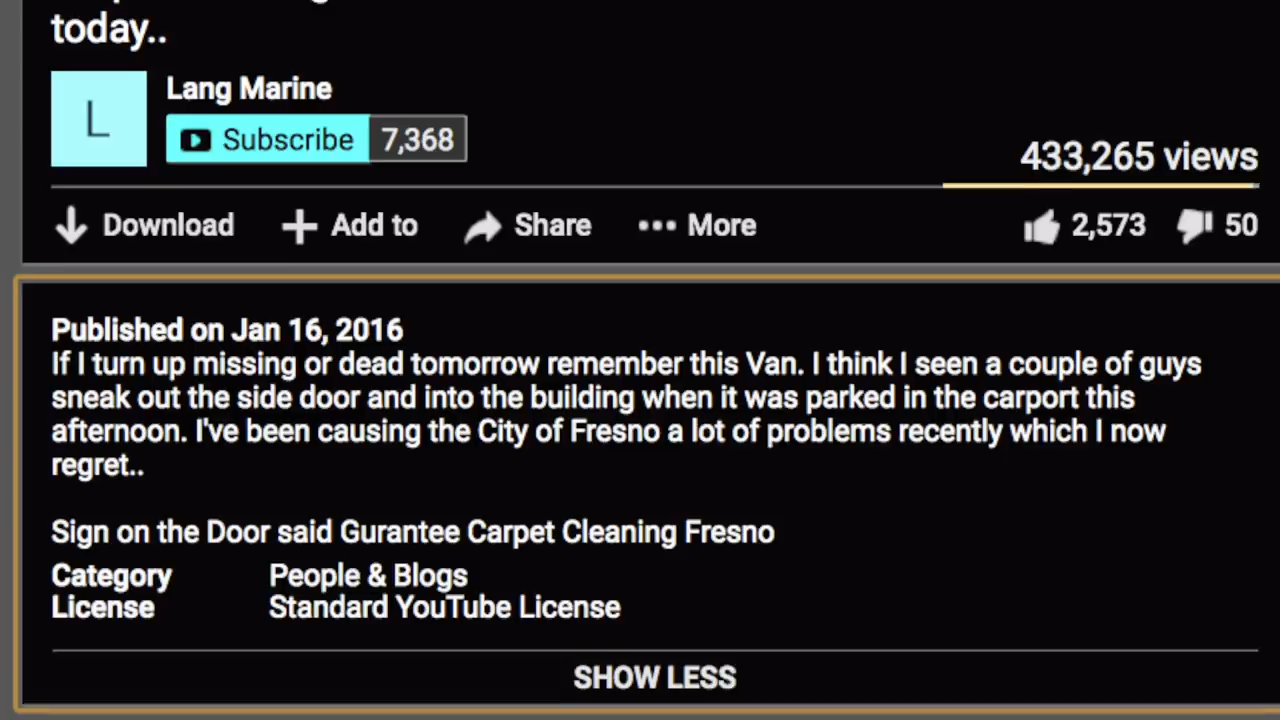 today..
L
Lang Marine
Subscribe 7,368
433,265 views
Download Add to Share More 2,573 50
Published on Jan 16, 2016
If I turn up missing or dead tomorrow remember this Van. I think I seen a couple of guys
sneak out the side door and into the building when it was parked in the carport this
afternoon. I've been causing the City of Fresno a lot of problems recently which I now
regret..
Sign on the Door said Gurantee Carpet Cleaning Fresno
Category People & Blogs
License Standard YouTube License
SHOW LESS